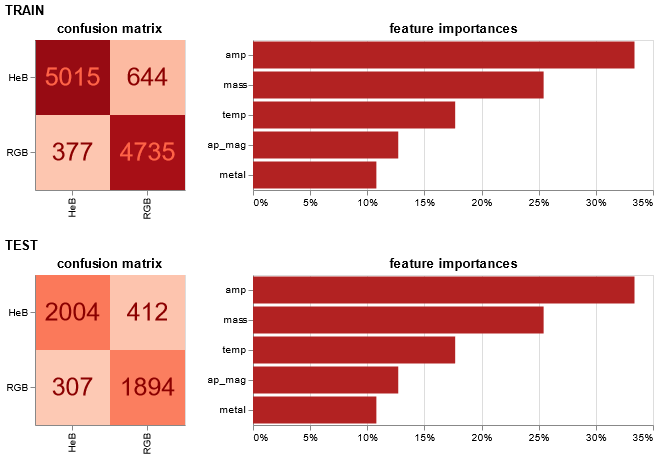 TRAIN
confusion matrix
HeB 5015 644
RGB 377 4735
HeB RGB
feature importances
amp
mass
temp
ap_mag
metal
0% 5% 10% 15% 20% 25% 30% 35%
TEST
confusion matrix
HeB 2004 412
RGB 307 1894
HeB RGB
feature importances
amp
mass
temp
ap_mag
metal
0% 5% 10% 15% 20% 25% 30% 35%